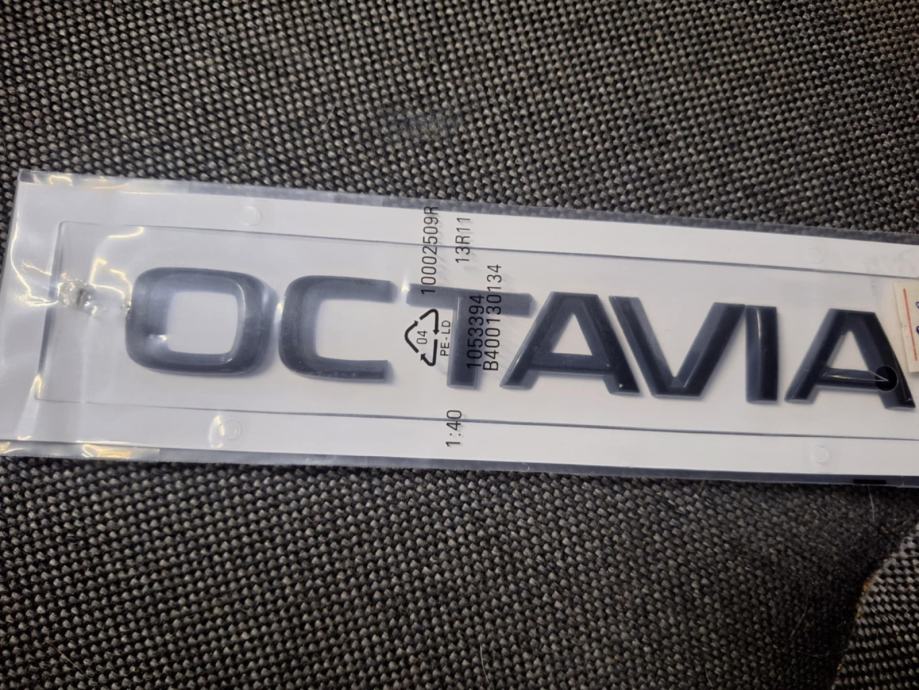 OCTAVIA
10002509R
13R11
04
PE-LD
1053394
B400130134
1:40